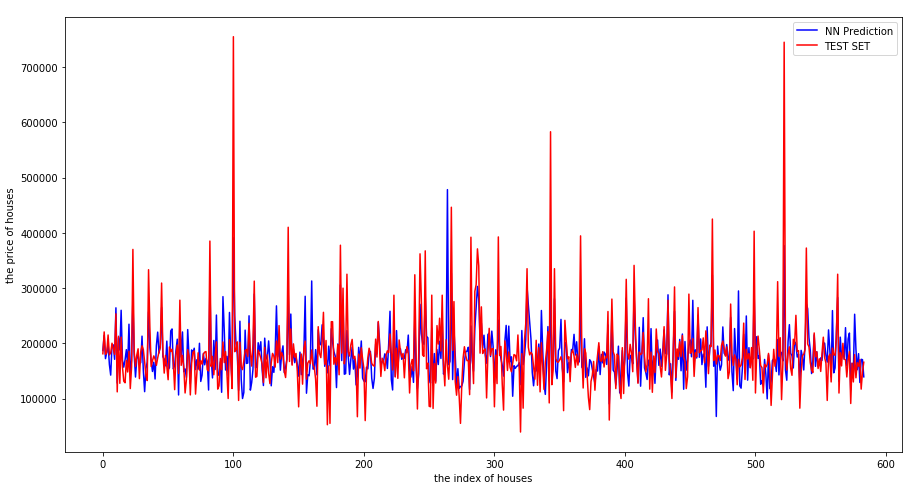 NN Prediction
TEST SET
700000
600000
500000
400000
300000
200000
100000
the price of houses
0 100 200 300 400 500 600
the index of houses